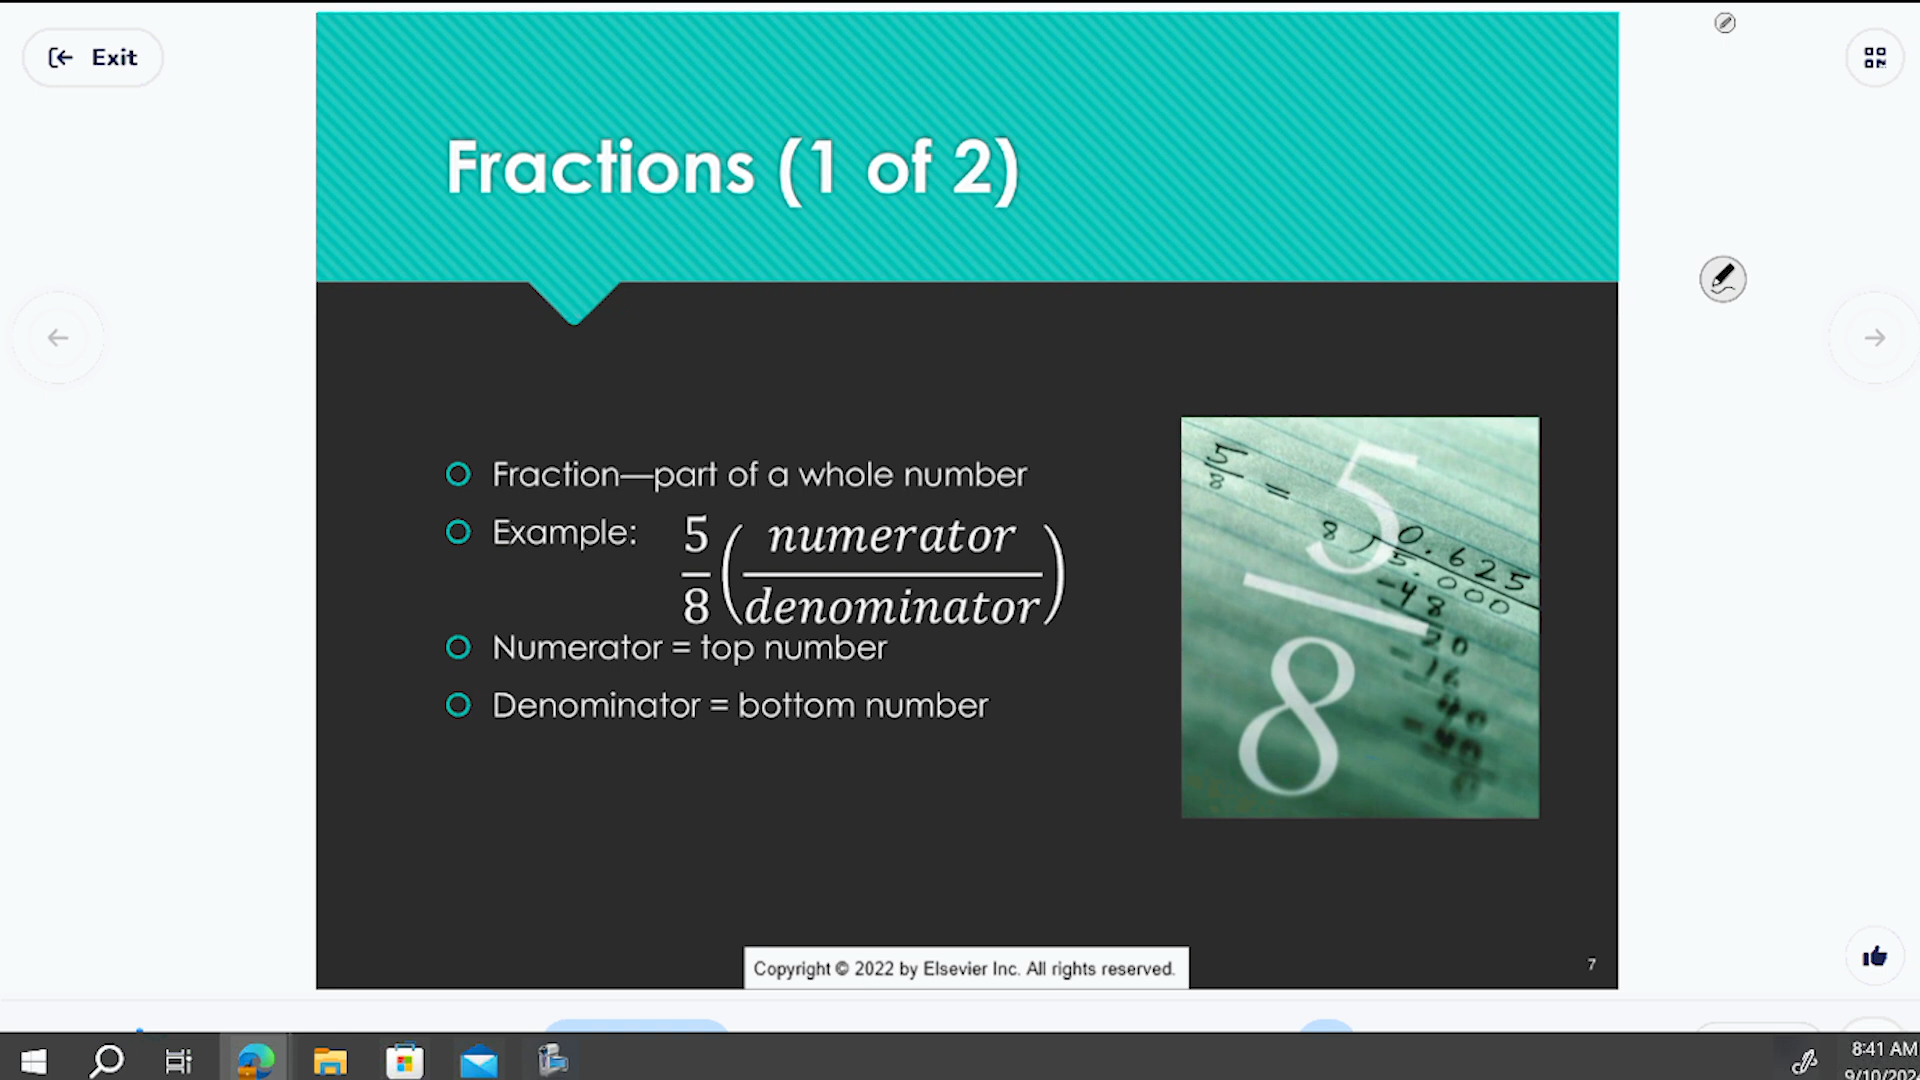 Exit
Fractions (1 of 2)
Fraction—part of a whole number
Example: 5/8 (numerator/denominator)
Numerator = top number
Denominator = bottom number
5/8 =
5
8
0.625
8 5.000
-48
20
-16
40
-40
0
Copyright © 2022 by Elsevier Inc. All rights reserved.
7
8:41 AM